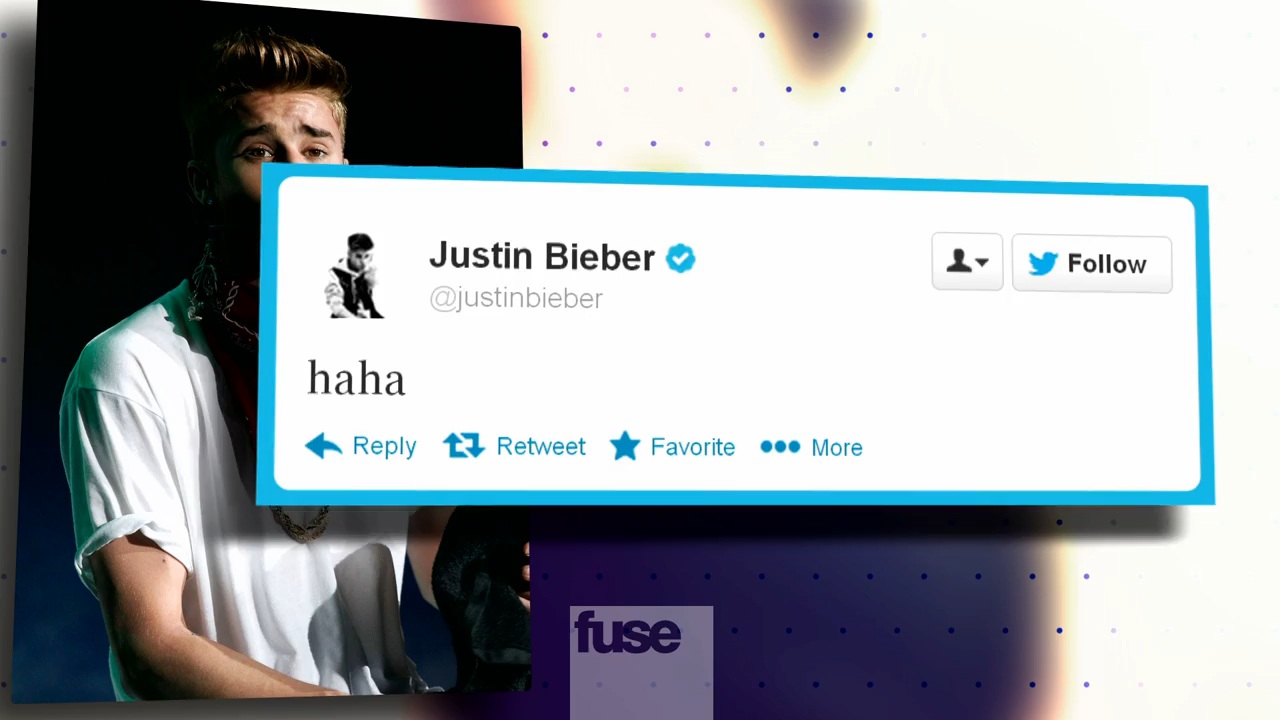 Justin Bieber
@justinbieber
Follow
haha
Reply Retweet Favorite More
fuse